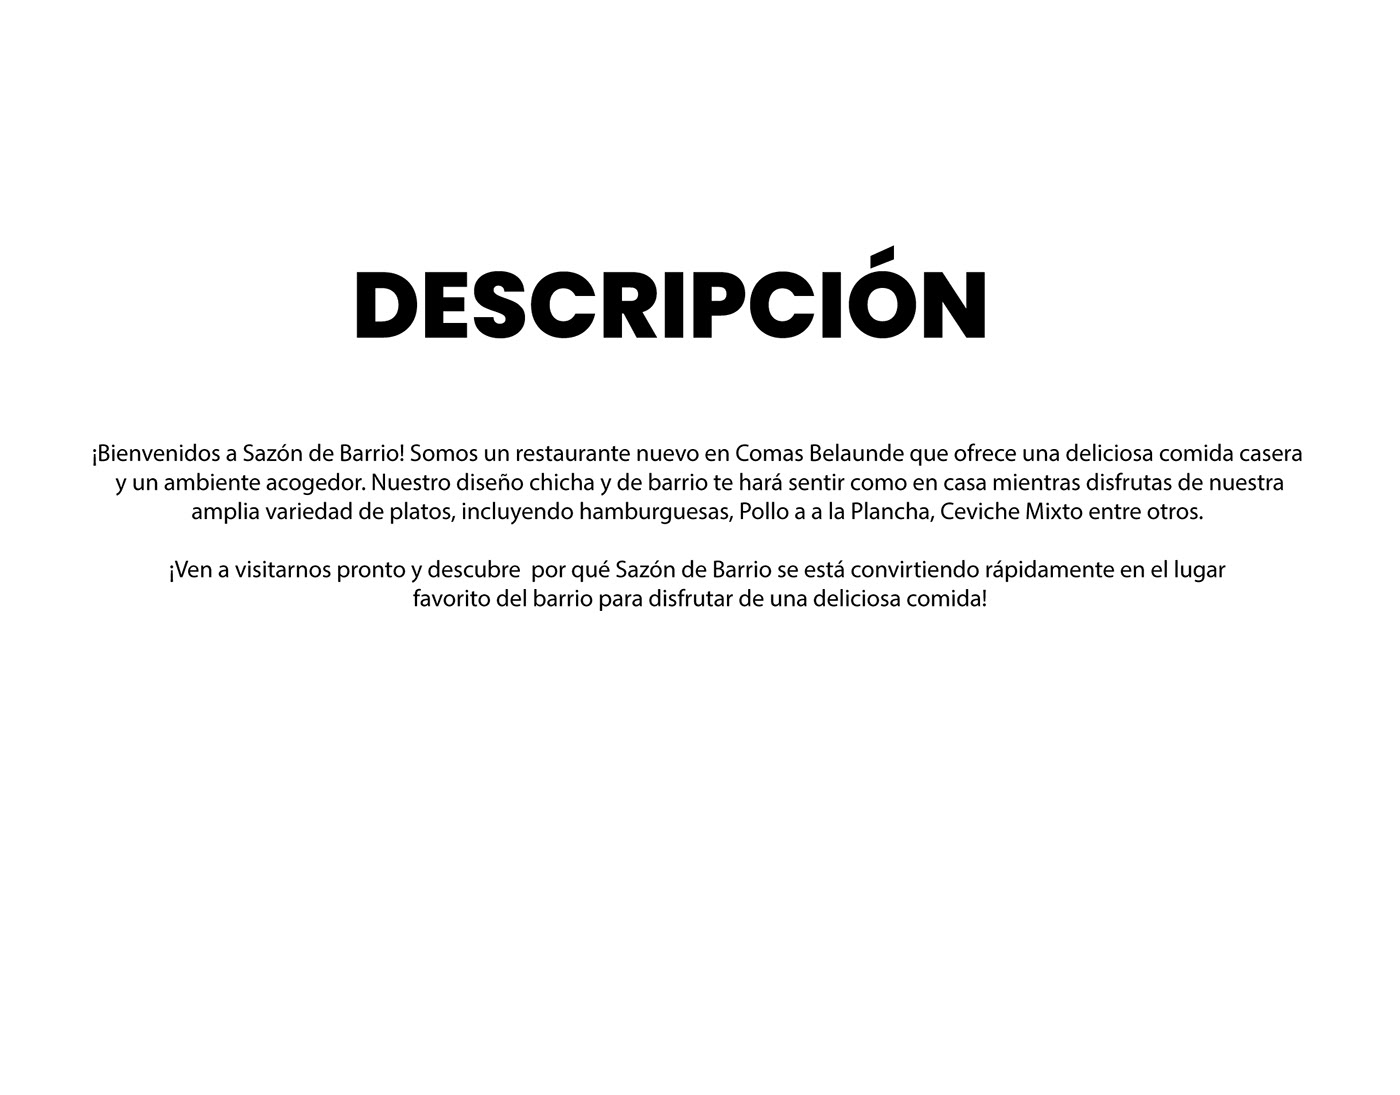 DESCRIPCIÓN
¡Bienvenidos a Sazón de Barrio! Somos un restaurante nuevo en Comas Belaunde que ofrece una deliciosa comida casera
y un ambiente acogedor. Nuestro diseño chicha y de barrio te hará sentir como en casa mientras disfrutas de nuestra
amplia variedad de platos, incluyendo hamburguesas, Pollo a a la Plancha, Ceviche Mixto entre otros.
¡Ven a visitarnos pronto y descubre  por qué Sazón de Barrio se está convirtiendo rápidamente en el lugar
favorito del barrio para disfrutar de una deliciosa comida!